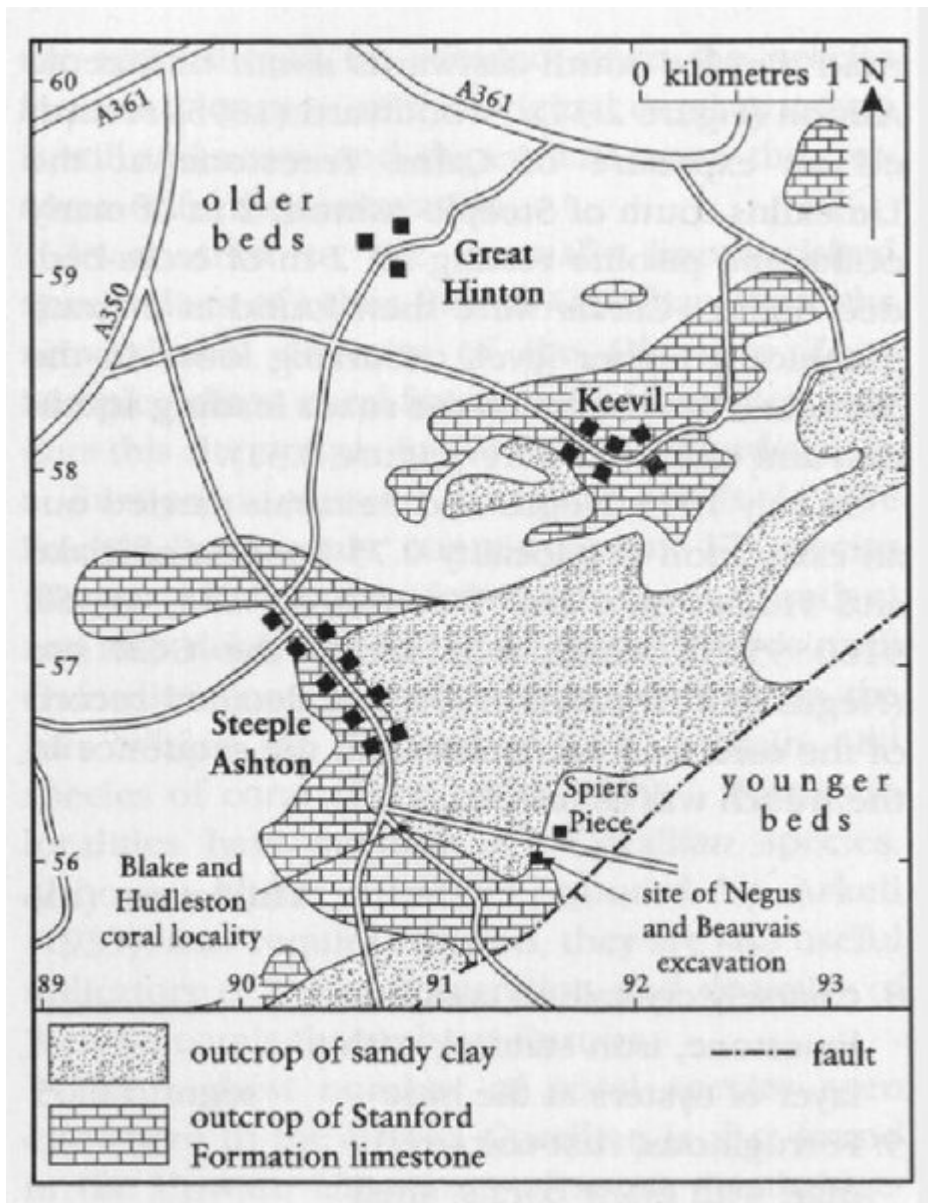 60
A361
A361
0 kilometres 1
N
older
beds
59
Great
Hinton
A350
Keevil
58
57
Steeple
Ashton
Spiers
Piece
younger
beds
56
Blake and
Hudleston
coral locality
site of Negus
and Beauvais
excavation
89
90
91
92
93
outcrop of sandy clay
fault
outcrop of Stanford
Formation limestone